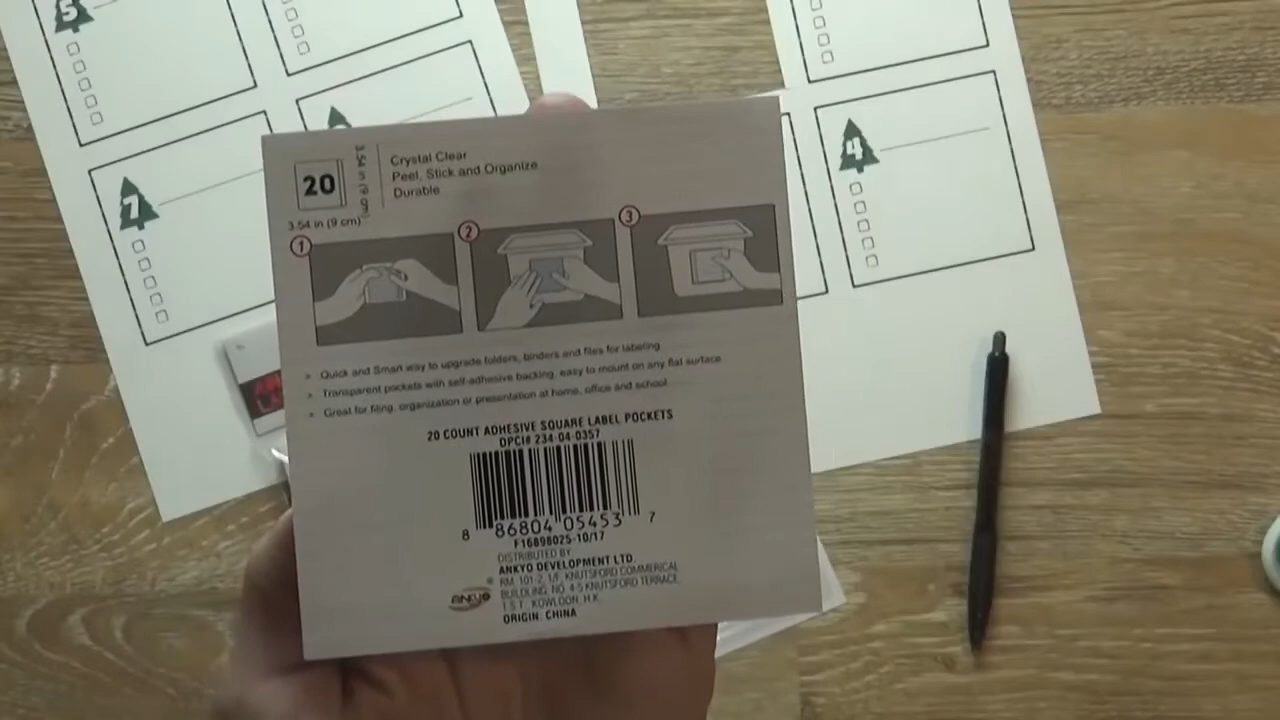 5
7
4
20
3.54 in (9 cm)
3.54 in (9 cm)
Crystal Clear
Peel, Stick and Organize
Durable
1
2
3
» Quick and Smart way to upgrade folders, binders and files for labeling.
» Transparent pockets with self-adhesive backing, easy to mount on any flat surface.
» Great for filing, organization or presentation at home, office and school.
20 COUNT ADHESIVE SQUARE LABEL POCKETS
DPCI# 234-04-0357
8 86804 05453 7
F16898025-10/17
DISTRIBUTED BY
ANKYO DEVELOPMENT LTD.
RM. 101-2, 1/F. KNUTSFORD COMMERICAL
BUILDLING, NO. 4-5 KNUTSFORD TERRACE,
T.S.T. KOWLOON, H.K.
ORIGIN: CHINA
ANKYO ®